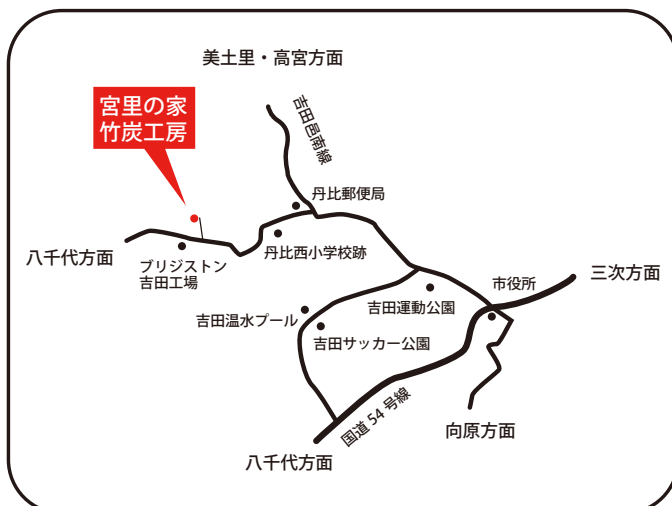 美土里・高宮方面
宮里の家
竹炭工房
吉田邑南線
丹比郵便局
八千代方面
ブリジストン
吉田工場
丹比西小学校跡
市役所
三次方面
吉田温水プール
吉田運動公園
吉田サッカー公園
国道 54 号線
向原方面
八千代方面